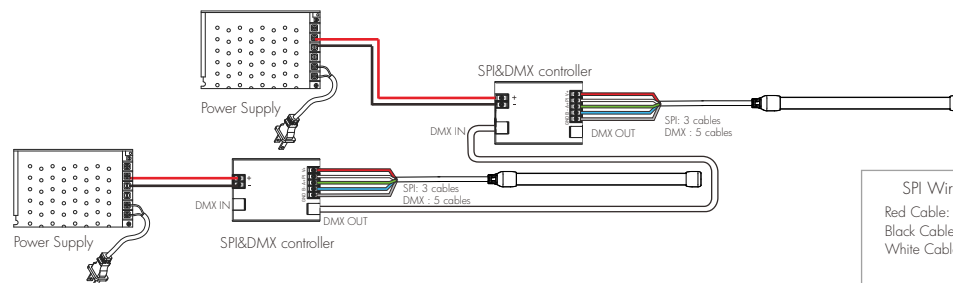 SPI&DMX controller
+
-
Power Supply
DMX IN
DMX OUT
SPI: 3 cables
DMX : 5 cables
+
-
DMX IN
DMX OUT
SPI: 3 cables
DMX : 5 cables
Power Supply
SPI&DMX controller
SPI Wir
Red Cable:
Black Cable
White Cabl